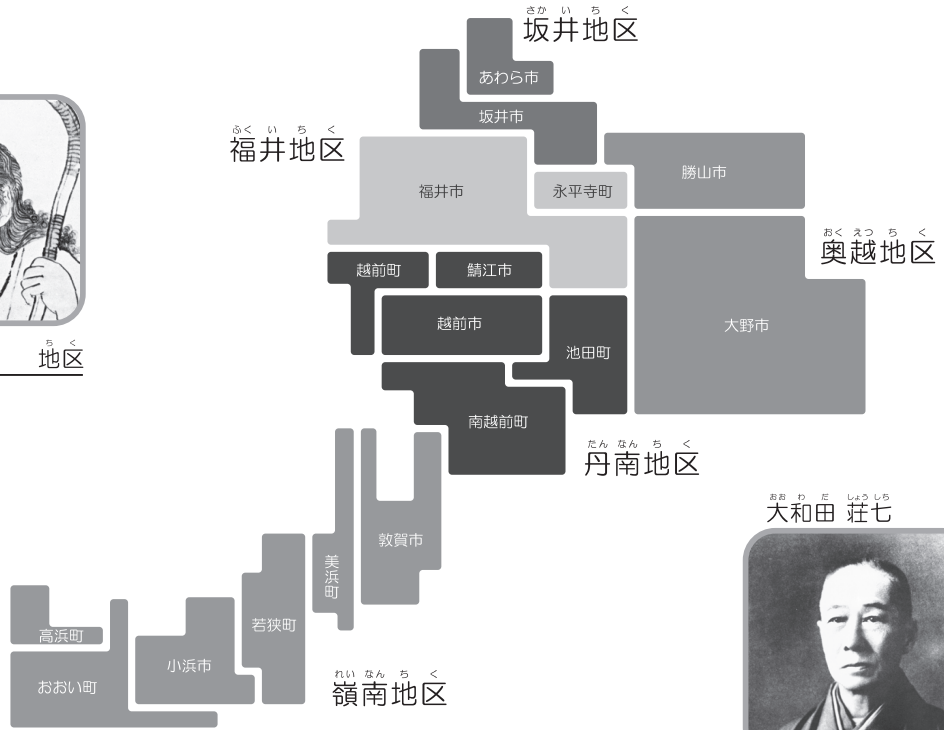 さかいちく
坂井地区
あわら市
坂井市
ふくいちく
福井地区
福井市
永平寺町
勝山市
おくえつちく
奥越地区
大野市
越前町
鯖江市
越前市
池田町
南越前町
たんなんちく
丹南地区
ちく
地区
おおわだ しょうしち
大和田 荘七
敦賀市
美浜町
若狭町
小浜市
高浜町
おおい町
れいなんちく
嶺南地区